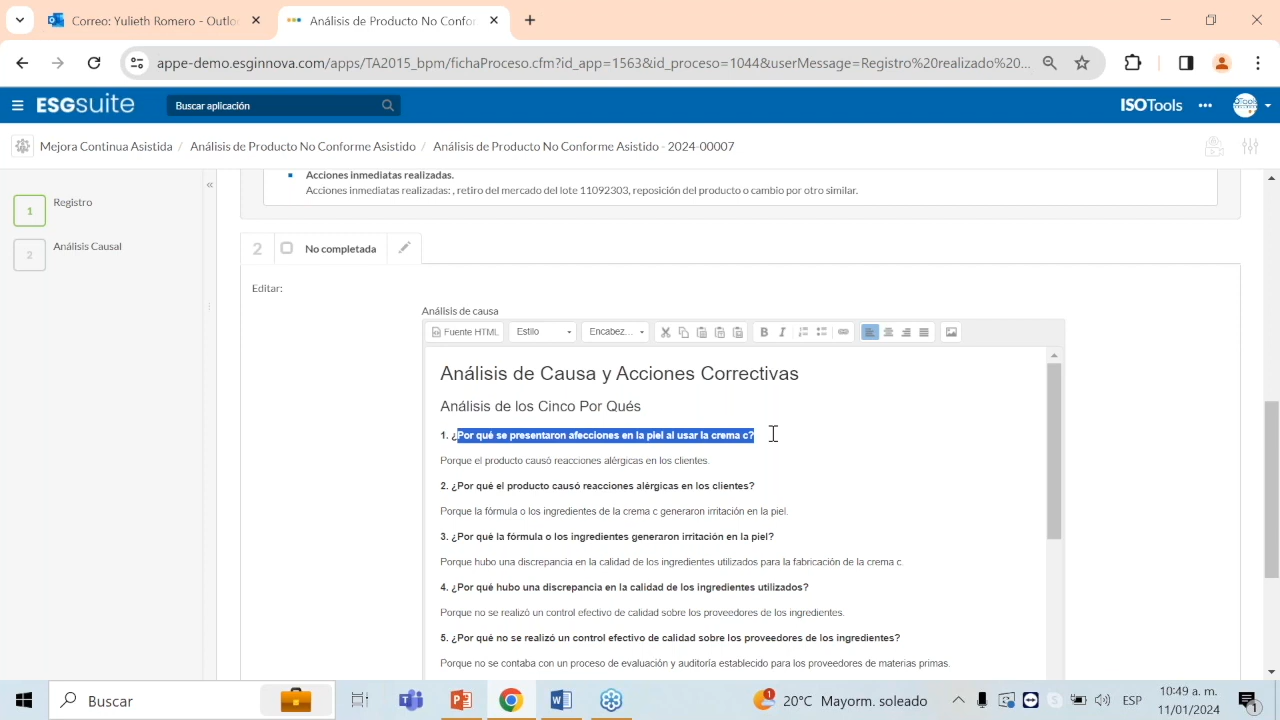 Correo: Yulieth Romero - Outlo
Análisis de Producto No Confor
appe-demo.esginnova.com/apps/TA2015_bpm/fichaProceso.cfm?id_app=1563&id_proceso=1044&userMessage=Registro%20realizado%20...
ESGsuite
Buscar aplicación
ISOTools
Mejora Continua Asistida / Análisis de Producto No Conforme Asistido / Análisis de Producto No Conforme Asistido - 2024-00007
1 Registro
2 Análisis Causal
Acciones inmediatas realizadas.
Acciones inmediatas realizadas: , retiro del mercado del lote 11092303, reposición del producto o cambio por otro similar.
2 No completada
Editar:
Análisis de causa
Fuente HTML Estilo Encabez... B I
Análisis de Causa y Acciones Correctivas
Análisis de los Cinco Por Qués
1. ¿Por qué se presentaron afecciones en la piel al usar la crema c?
Porque el producto causó reacciones alérgicas en los clientes.
2. ¿Por qué el producto causó reacciones alérgicas en los clientes?
Porque la fórmula o los ingredientes de la crema c generaron irritación en la piel.
3. ¿Por qué la fórmula o los ingredientes generaron irritación en la piel?
Porque hubo una discrepancia en la calidad de los ingredientes utilizados para la fabricación de la crema c.
4. ¿Por qué hubo una discrepancia en la calidad de los ingredientes utilizados?
Porque no se realizó un control efectivo de calidad sobre los proveedores de los ingredientes.
5. ¿Por qué no se realizó un control efectivo de calidad sobre los proveedores de los ingredientes?
Porque no se contaba con un proceso de evaluación y auditoría establecido para los proveedores de materias primas.
Buscar
1
20°C Mayorm. soleado
ESP
10:49 a. m.
11/01/2024
1